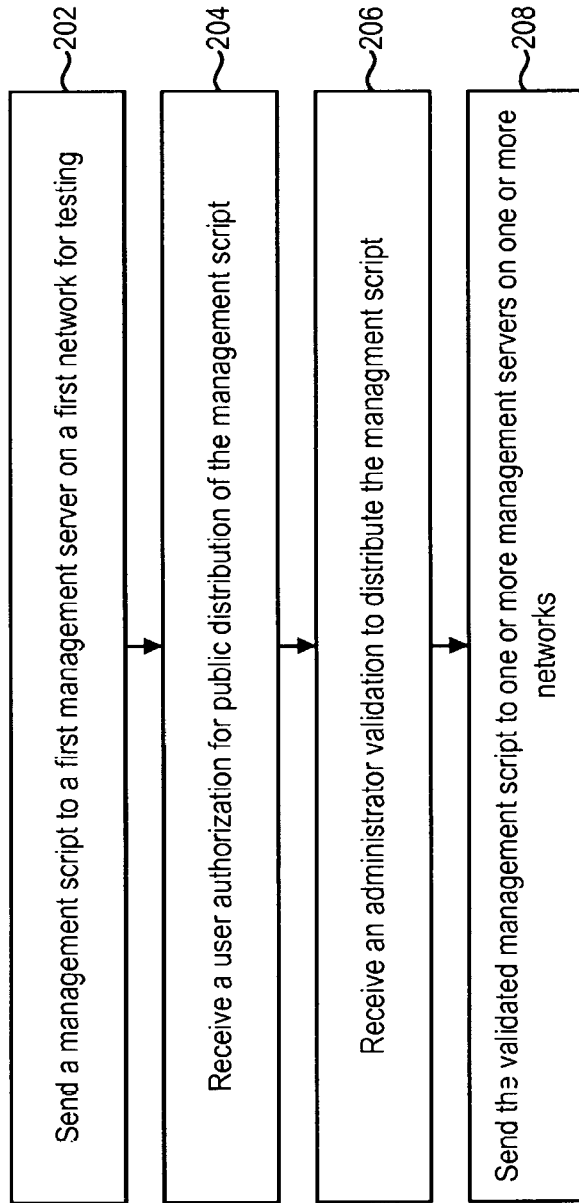 Send a management script to a first management server on a first network for testing
202
Receive a user authorization for public distribution of the management script
204
Receive an administrator validation to distribute the managment script
206
Send the validated management script to one or more management servers on one or more
networks
208